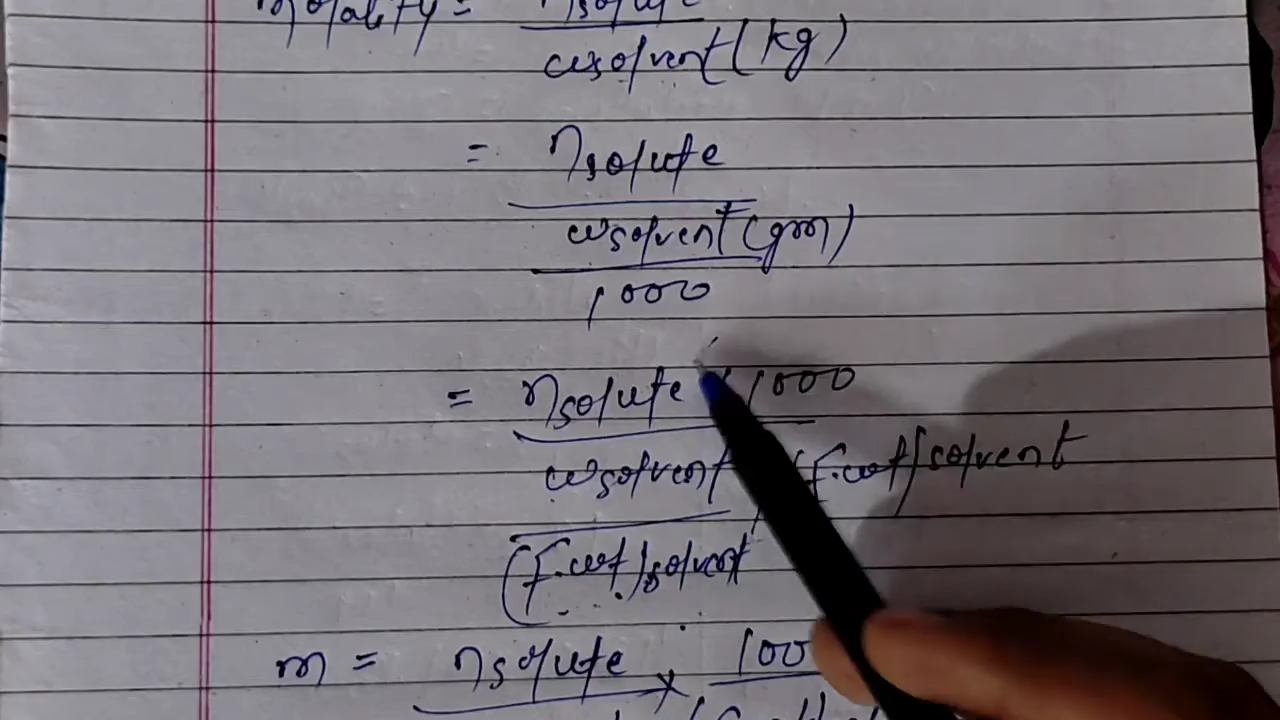 molality = nsolute
wsolvent (kg)
= nsolute
wsolvent (gm)
1000
= nsolute 1000
wsolvent (f.wt) solvent
(f.wt) solvent
m = nsolute × 100